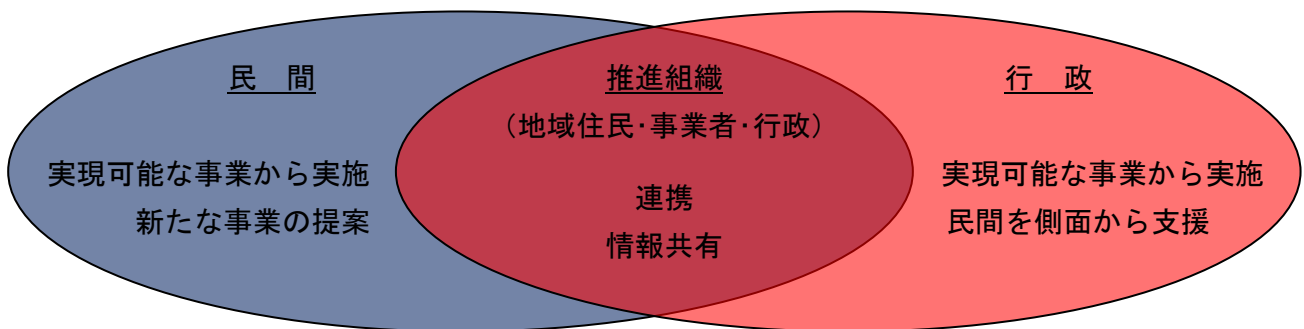 民　間
実現可能な事業から実施
新たな事業の提案
推進組織
（地域住民･事業者･行政）
連携
情報共有
行　政
実現可能な事業から実施
民間を側面から支援